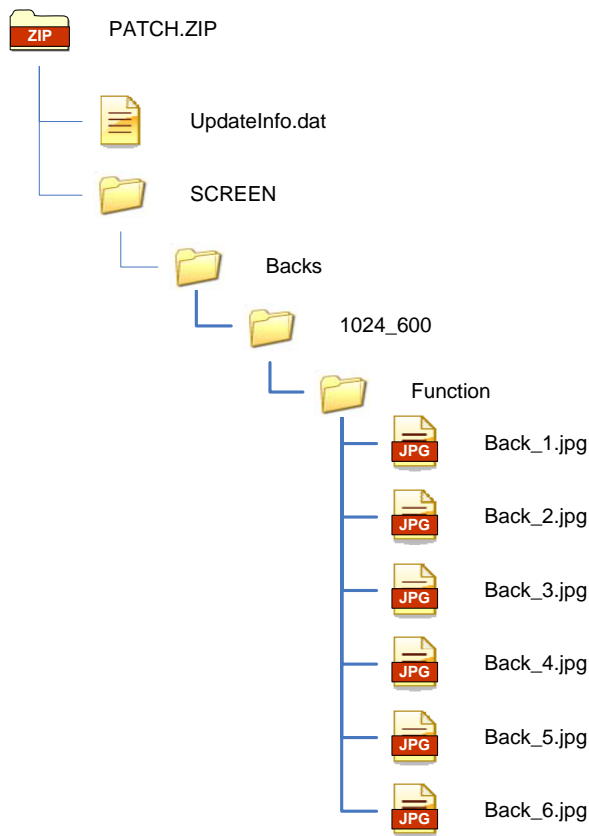 ZIP PATCH.ZIP
UpdateInfo.dat
SCREEN
Backs
1024_600
Function
JPG Back_1.jpg
JPG Back_2.jpg
JPG Back_3.jpg
JPG Back_4.jpg
JPG Back_5.jpg
JPG Back_6.jpg